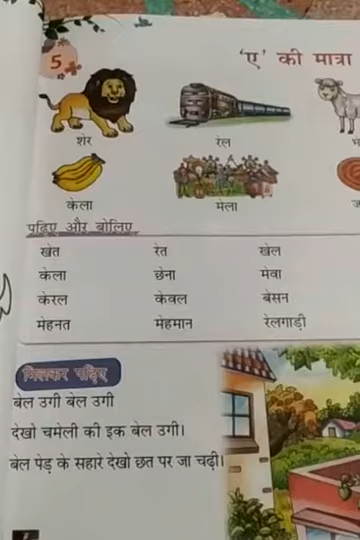 5
'ए' की मात्रा
शेर रेल
केला मेला
पढ़िए और बोलिए
खेत रेत खेल
केला छेना मेवा
केरल केवल बेसन
मेहनत मेहमान रेलगाड़ी
मिलकर पढ़िए
बेल उगी बेल उगी
देखो चमेली की इक बेल उगी।
बेल पेड़ के सहारे देखो छत पर जा चढ़ी।